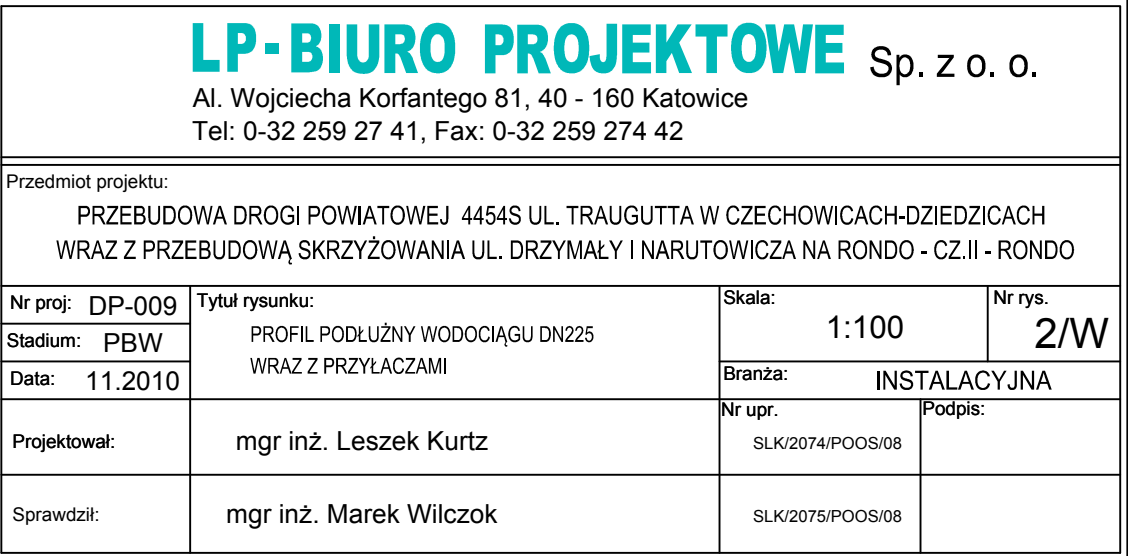 LP-BIURO PROJEKTOWE Sp. z o. o.
Al. Wojciecha Korfantego 81, 40 - 160 Katowice
Tel: 0-32 259 27 41, Fax: 0-32 259 274 42
Przedmiot projektu:
PRZEBUDOWA DROGI POWIATOWEJ 4454S UL. TRAUGUTTA W CZECHOWICACH-DZIEDZICACH
WRAZ Z PRZEBUDOWĄ SKRZYŻOWANIA UL. DRZYMAŁY I NARUTOWICZA NA RONDO - CZ.II - RONDO
Nr proj: DP-009
Stadium: PBW
Data: 11.2010
Tytuł rysunku:
PROFIL PODŁUŻNY WODOCIĄGU DN225
WRAZ Z PRZYŁACZAMI
Skala:
1:100
Nr rys.
2/W
Branża: INSTALACYJNA
Nr upr.
Podpis:
Projektował: mgr inż. Leszek Kurtz SLK/2074/POOS/08
Sprawdził: mgr inż. Marek Wilczok SLK/2075/POOS/08